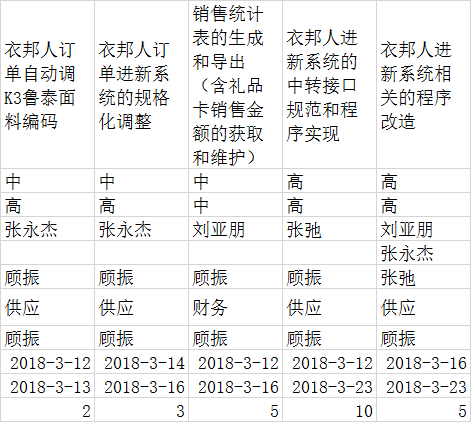 衣邦人订 衣邦人订 销售统计 衣邦人进 衣邦人进
单自动调 单进新系 表的生成 新系统的 新系统相
K3鲁泰面 统的规格 和导出 中转接口 关的程序
料编码 化调整 （含礼品 规范和程 改造
卡销售金 序实现
额的获取
和维护）
中 中 中 高 高
高 高 中 高 高
张永杰 张永杰 刘亚朋 张弛 刘亚朋
张永杰
顾振 顾振 顾振 顾振 张弛
供应 供应 财务 供应 供应
顾振 顾振 顾振 顾振 顾振
2018-3-12 2018-3-14 2018-3-12 2018-3-12 2018-3-16
2018-3-13 2018-3-16 2018-3-16 2018-3-23 2018-3-23
2 3 5 10 5